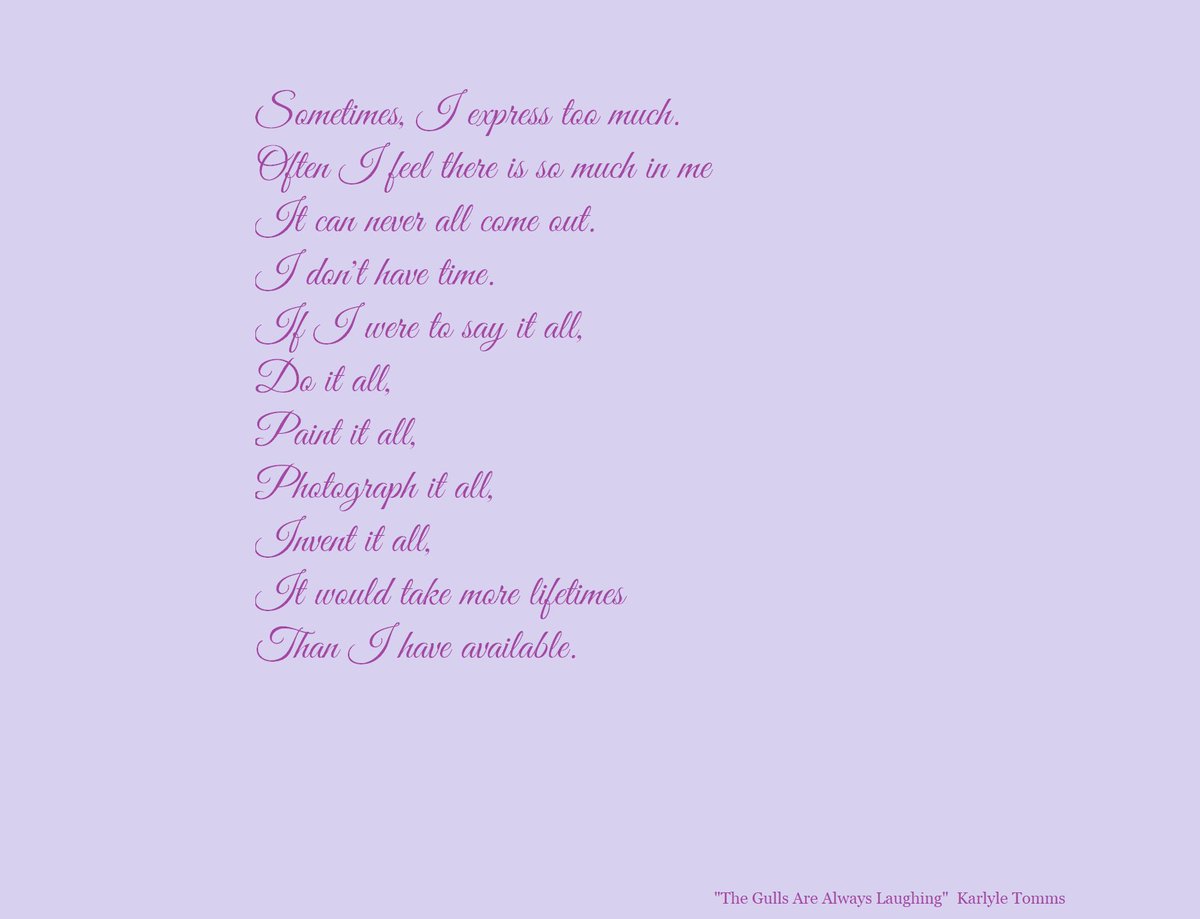 Sometimes, I express too much.
Often I feel there is so much in me
It can never all come out.
I don't have time.
If I were to say it all,
Do it all,
Paint it all,
Photograph it all,
Invent it all,
It would take more lifetimes
Than I have available.
"The Gulls Are Always Laughing"  Karlyle Tomms